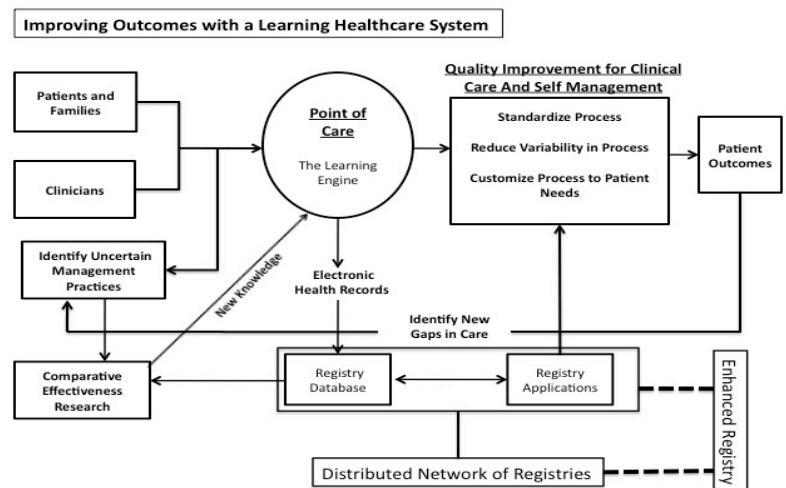 Improving Outcomes with a Learning Healthcare System
Quality Improvement for Clinical
Care And Self Management
Patients and
Families
Clinicians
Point of
Care
The Learning
Engine
Standardize Process
Reduce Variability in Process
Customize Process to Patient
Needs
Patient
Outcomes
Identify Uncertain
Management
Practices
New Knowledge
Electronic
Health Records
Identify New
Gaps in Care
Comparative
Effectiveness
Research
Registry
Database
Registry
Applications
Enhanced Registry
Distributed Network of Registries